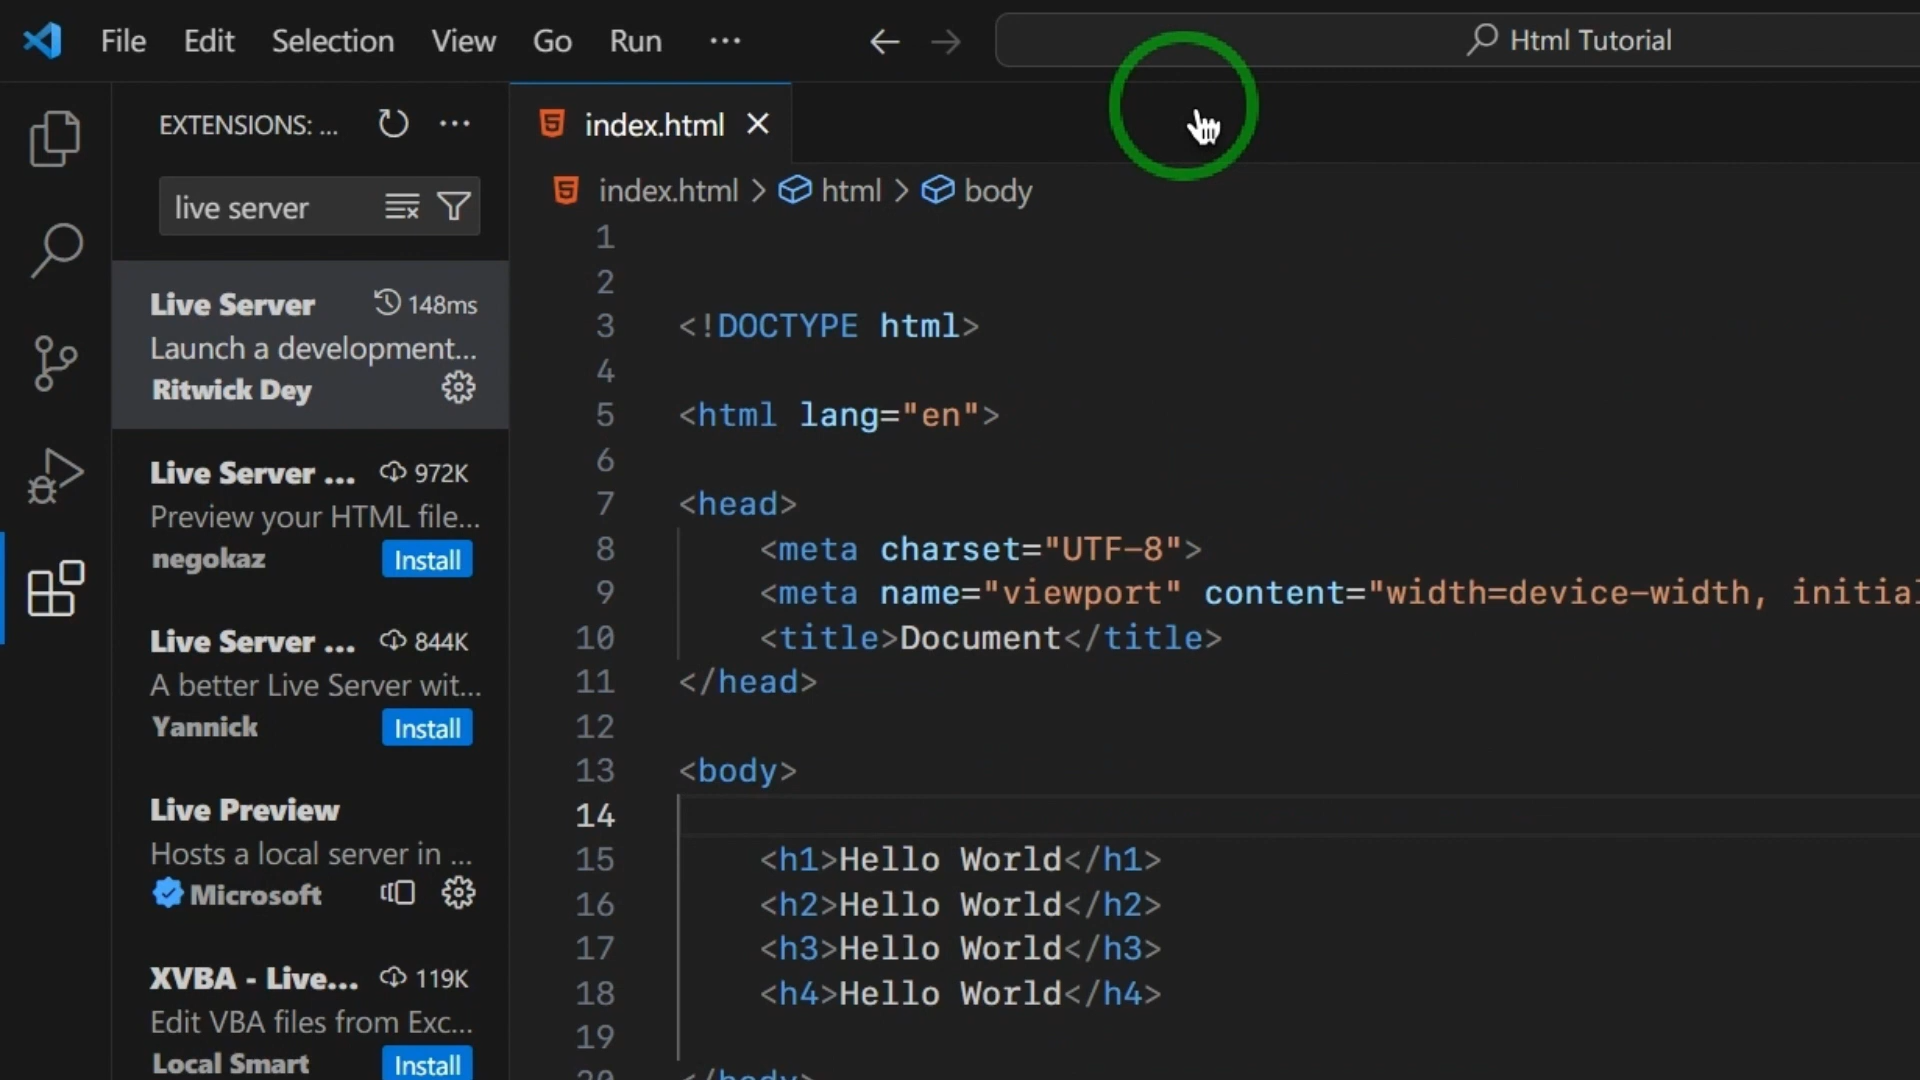 File Edit Selection View Go Run ··· Html Tutorial
EXTENSIONS: ...
live server
Live Server 148ms
Launch a development...
Ritwick Dey
Live Server ... 972K
Preview your HTML file...
negokaz Install
Live Server ... 844K
A better Live Server wit...
Yannick Install
Live Preview
Hosts a local server in ...
Microsoft
XVBA - Live... 119K
Edit VBA files from Exc...
Local Smart Install
index.html
index.html > html > body
1
2
3 <!DOCTYPE html>
4
5 <html lang="en">
6
7 <head>
8 <meta charset="UTF-8">
9 <meta name="viewport" content="width=device-width, initial
10 <title>Document</title>
11 </head>
12
13 <body>
14
15 <h1>Hello World</h1>
16 <h2>Hello World</h2>
17 <h3>Hello World</h3>
18 <h4>Hello World</h4>
19
20 </body>